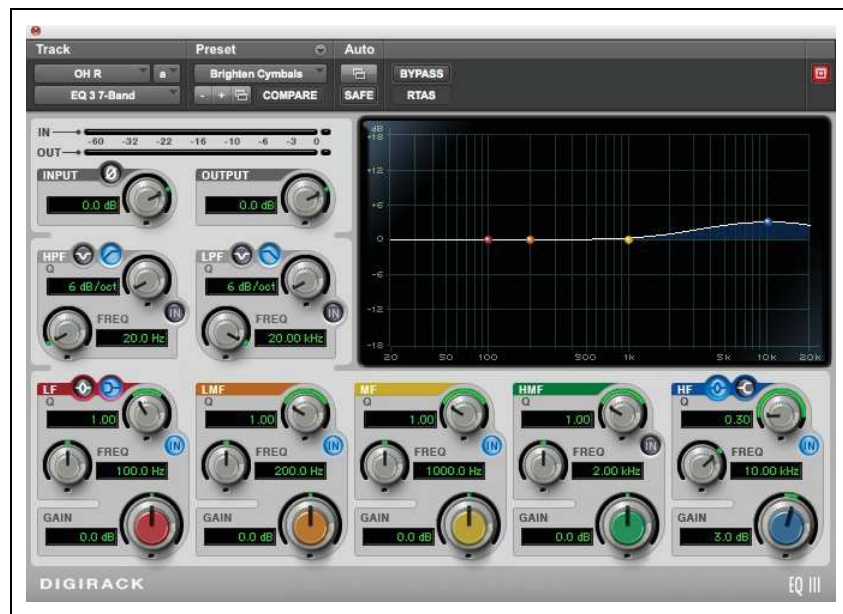 Track Preset Auto
OH R a Brighten Cymbals BYPASS
EQ 3 7-Band - + COMPARE SAFE RTAS
IN
-60 -32 -22 -16 -10 -6 -3 0
OUT
INPUT Ø OUTPUT
0.0 dB 0.0 dB
HPF LPF
Q Q
6 dB/oct 6 dB/oct
IN IN
FREQ FREQ
20.0 Hz 20.00 kHz
dB
+18
+12
+6
0
-6
-12
-18
20 50 100 500 1k 5k 10k 20k
LF LMF MF HMF HF
Q Q Q Q Q
1.00 1.00 1.00 1.00 0.30
IN IN IN IN IN
FREQ FREQ FREQ FREQ FREQ
100.0 Hz 200.0 Hz 1000.0 Hz 2.00 kHz 10.00 kHz
GAIN GAIN GAIN GAIN GAIN
0.0 dB 0.0 dB 0.0 dB 0.0 dB 3.0 dB
DIGIRACK EQ III